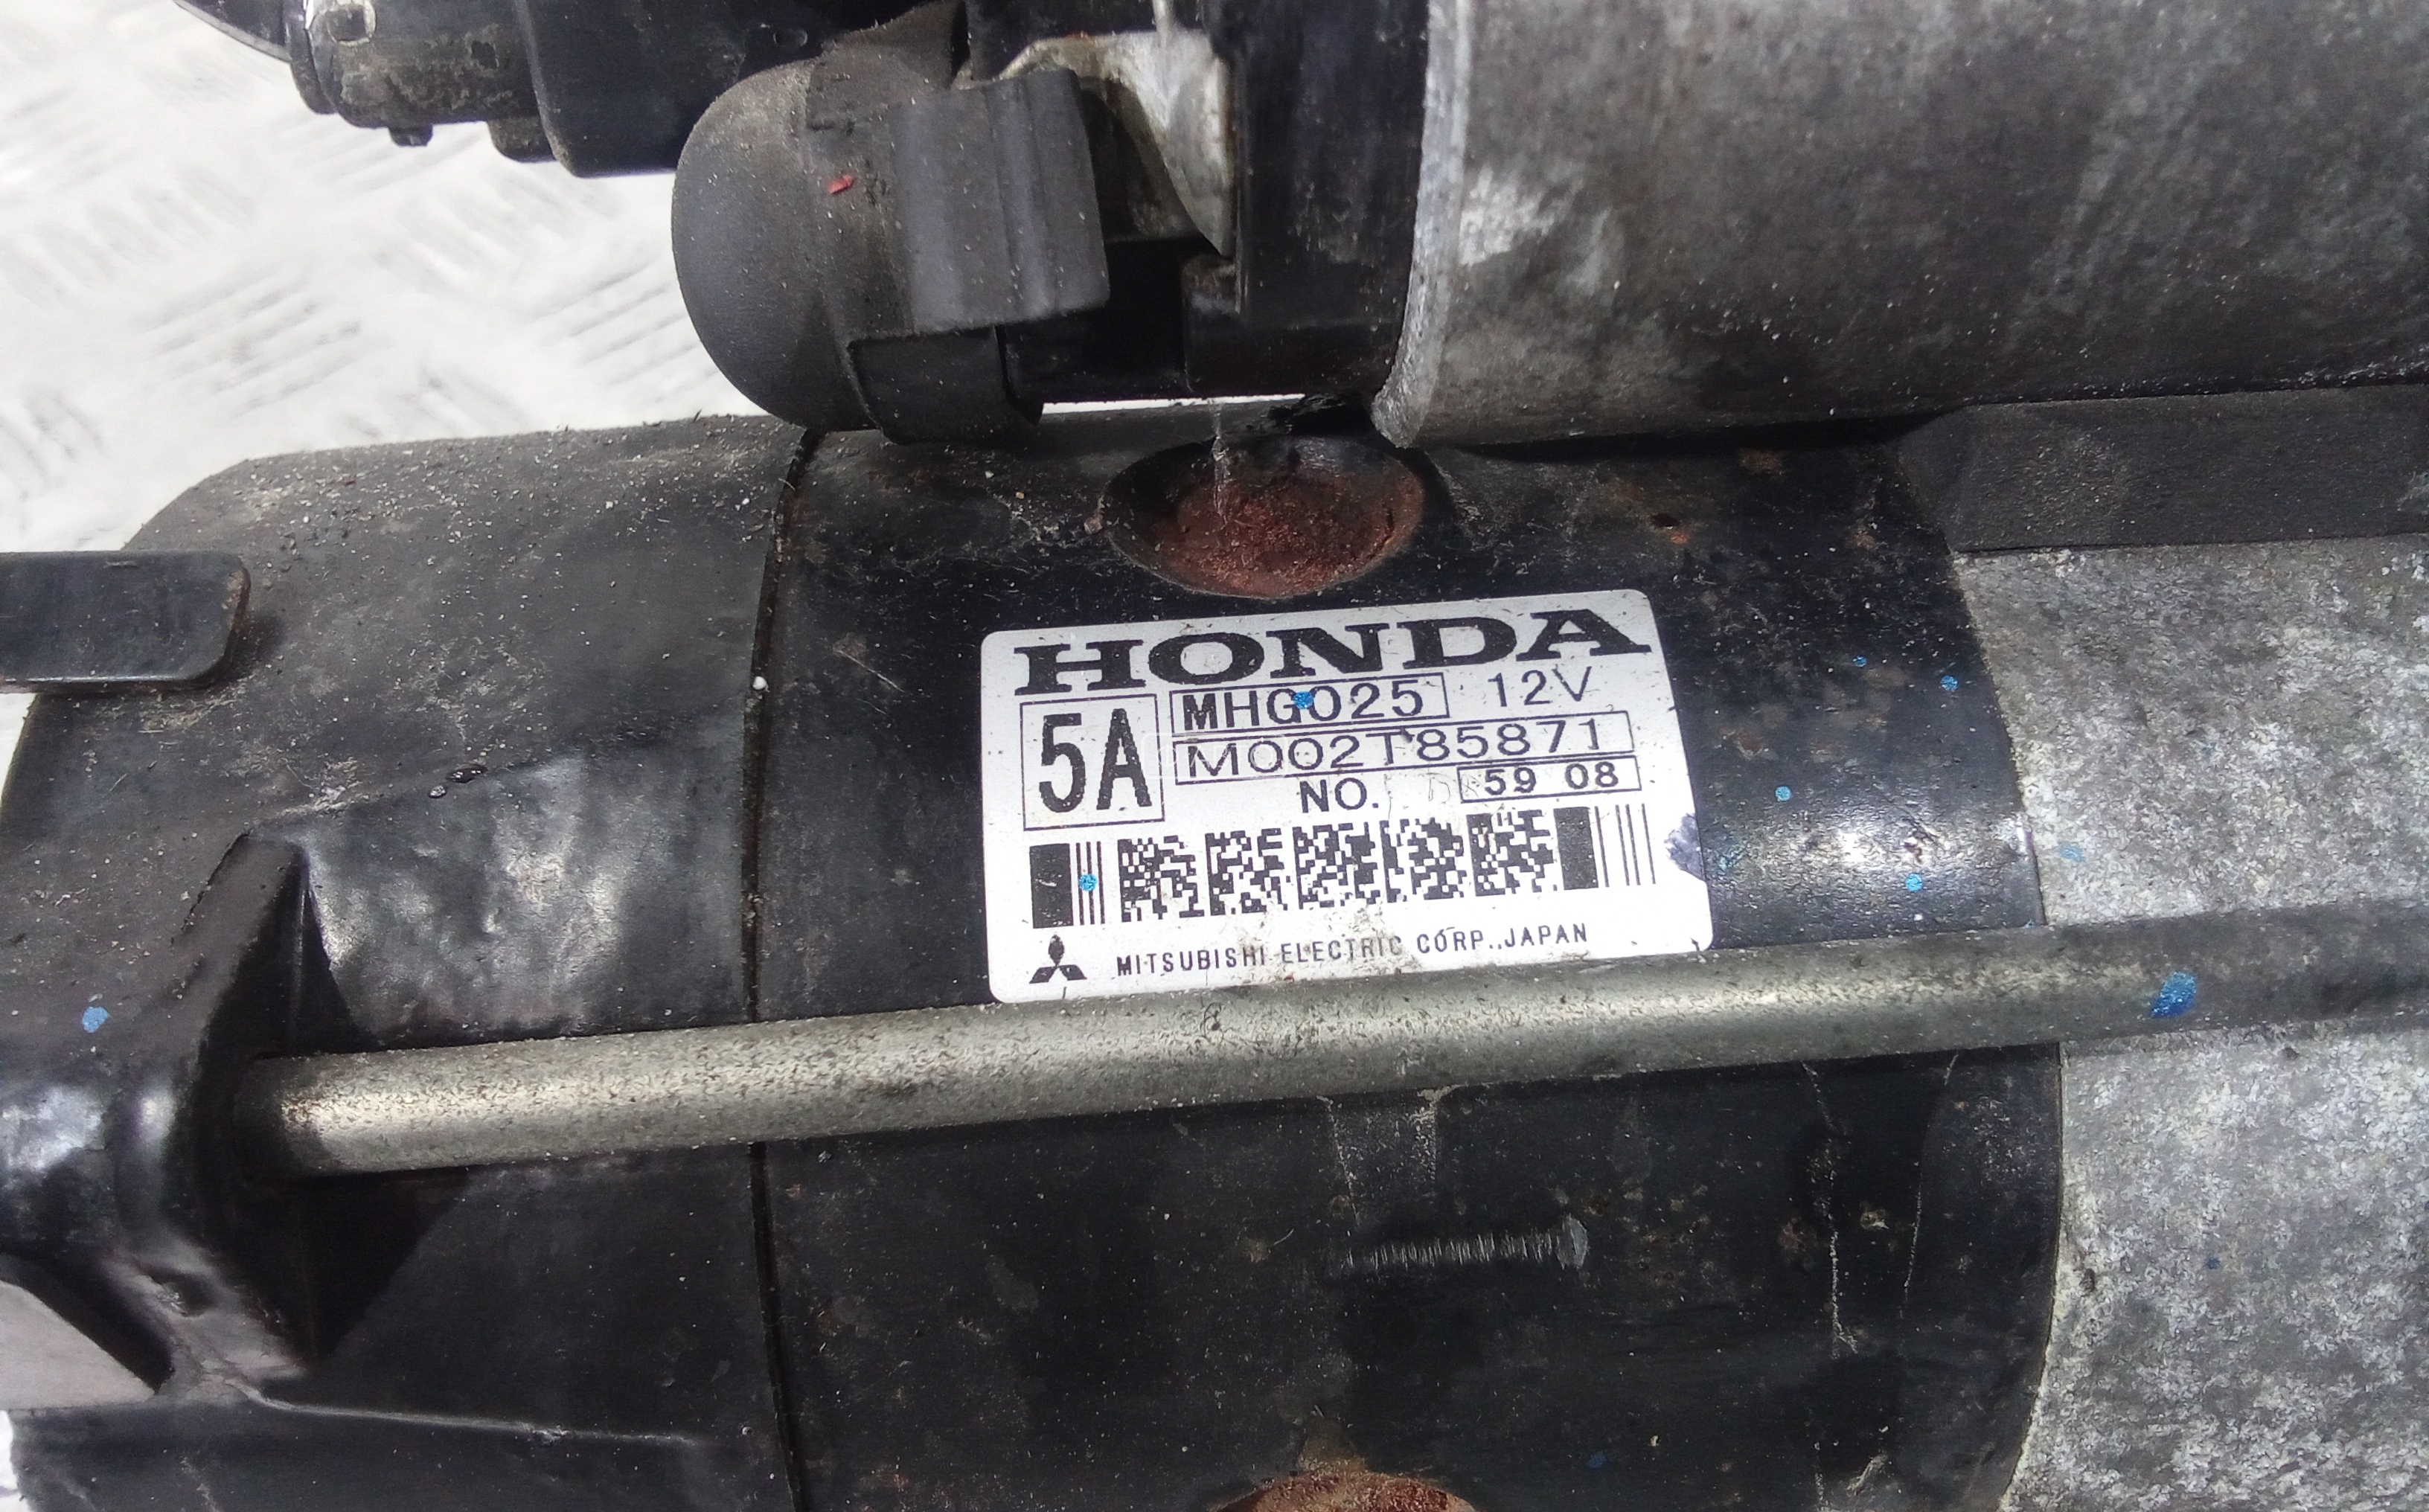 HONDA
5A
MHG025 12V
M002T85871
NO. 59 08
MITSUBISHI ELECTRIC CORP.,JAPAN